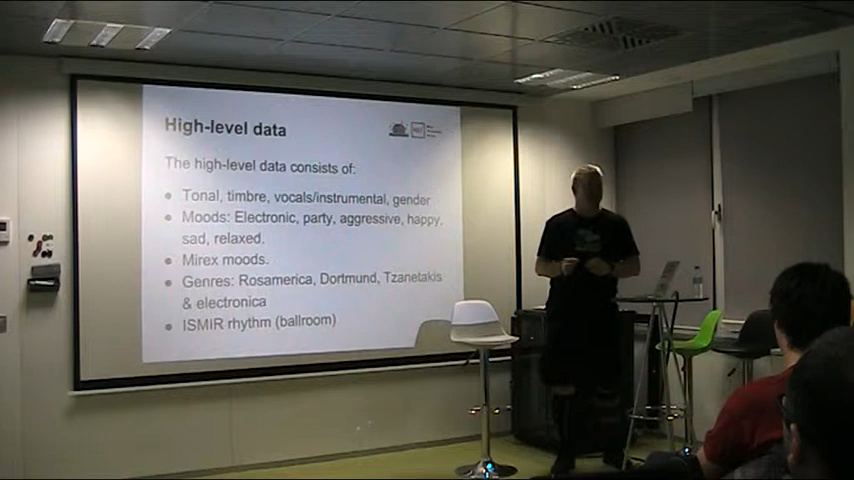 High-level data
The high-level data consists of:
● Tonal, timbre, vocals/instrumental, gender
● Moods: Electronic, party, aggressive, happy,
sad, relaxed.
● Mirex moods.
● Genres: Rosamerica, Dortmund, Tzanetakis
& electronica
● ISMIR rhythm (ballroom)